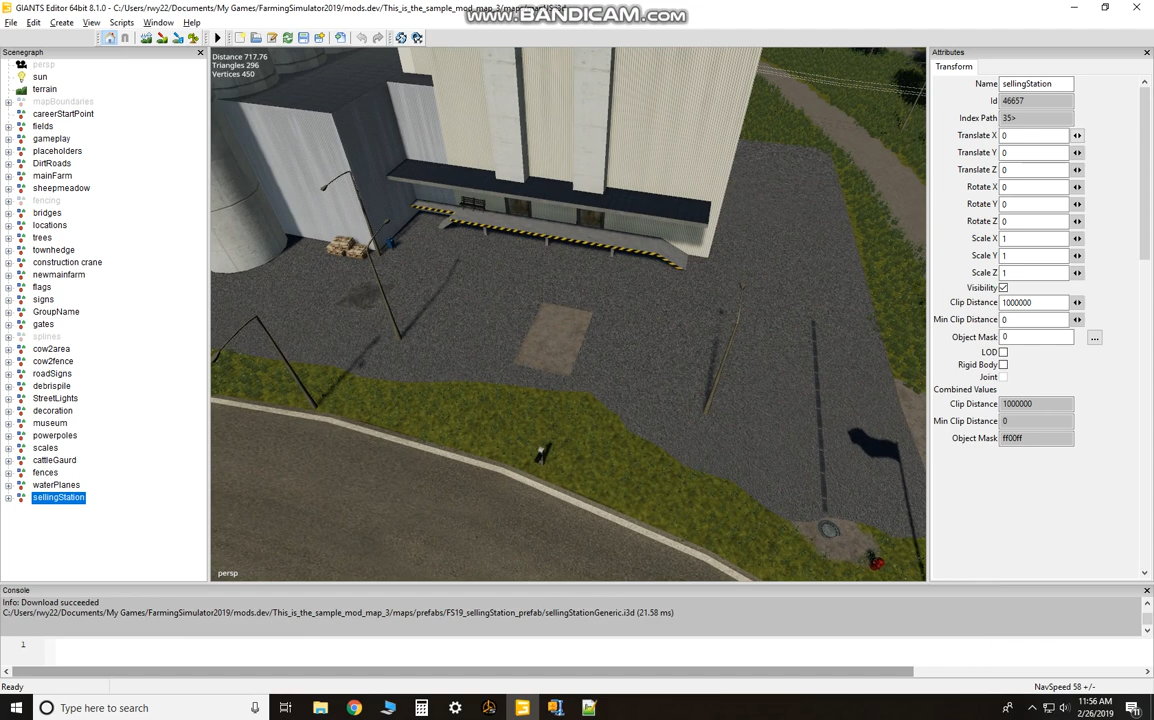 GIANTS Editor 64bit 8.1.0 - C:/Users/rwy22/Documents/My Games/FarmingSimulator2019/mods.dev/This_is_the_sample_mod_map_3/maps/
www.BANDICAM.com
File Edit Create View Scripts Window Help
Scenegraph
persp
sun
terrain
mapBoundaries
careerStartPoint
fields
gameplay
placeholders
DirtRoads
mainFarm
sheepmeadow
fencing
bridges
locations
trees
townhedge
construction crane
newmainfarm
flags
signs
GroupName
gates
splines
cow2area
cow2fence
roadSigns
debrispile
StreetLights
decoration
museum
powerpoles
scales
cattleGaurd
fences
waterPlanes
sellingStation
Distance 717.76
Triangles 296
Vertices 450
persp
Attributes
Transform
Name sellingStation
Id 46657
Index Path 35>
Translate X 0
Translate Y 0
Translate Z 0
Rotate X 0
Rotate Y 0
Rotate Z 0
Scale X 1
Scale Y 1
Scale Z 1
Visibility
Clip Distance 1000000
Min Clip Distance 0
Object Mask 0 ...
LOD
Rigid Body
Joint
Combined Values
Clip Distance 1000000
Min Clip Distance 0
Object Mask ff00ff
Console
Info: Download succeeded
C:/Users/rwy22/Documents/My Games/FarmingSimulator2019/mods.dev/This_is_the_sample_mod_map_3/maps/prefabs/FS19_sellingStation_prefab/sellingStationGeneric.i3d (21.58 ms)
1
Ready
NavSpeed 58 +/-
Type here to search
11:56 AM
2/26/2019
11